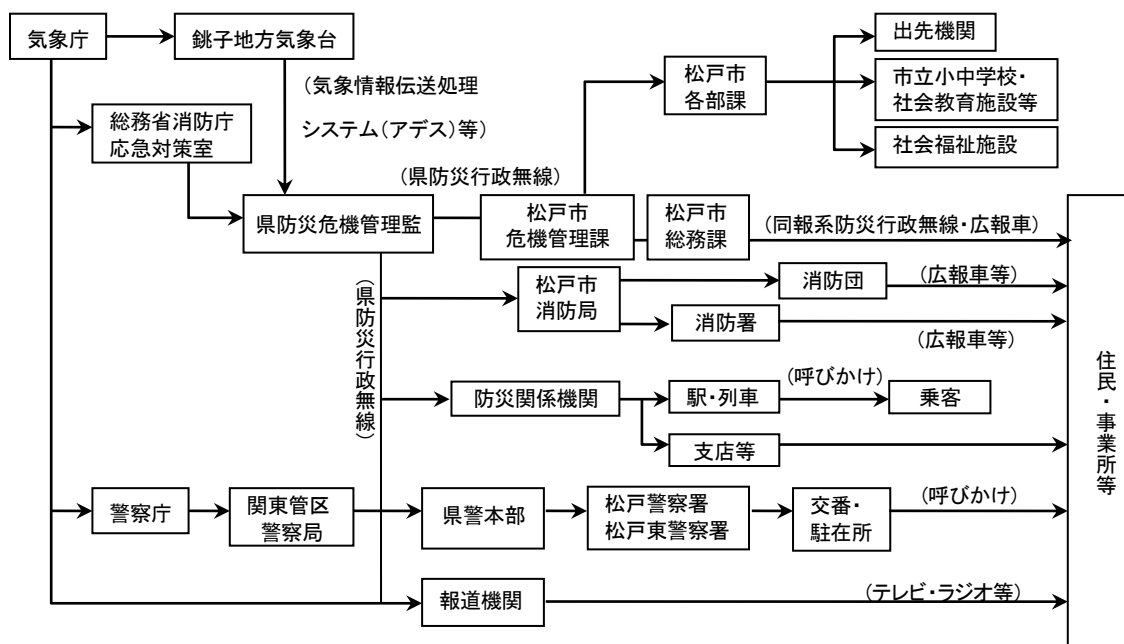 気象庁
銚子地方気象台
出先機関
松戸市
各部課
市立小中学校・
社会教育施設等
(気象情報伝送処理
システム(アデス)等)
総務省消防庁
応急対策室
社会福祉施設
(県防災行政無線)
県防災危機管理監
松戸市
危機管理課
松戸市
総務課
(同報系防災行政無線・広報車)
松戸市
消防局
消防団
(広報車等)
消防署
(広報車等)
(県防災行政無線)
防災関係機関
駅・列車
(呼びかけ)
乗客
支店等
住民・事業所等
警察庁
関東管区
警察局
県警本部
松戸警察署
松戸東警察署
交番・
駐在所
(呼びかけ)
報道機関
(テレビ・ラジオ等)